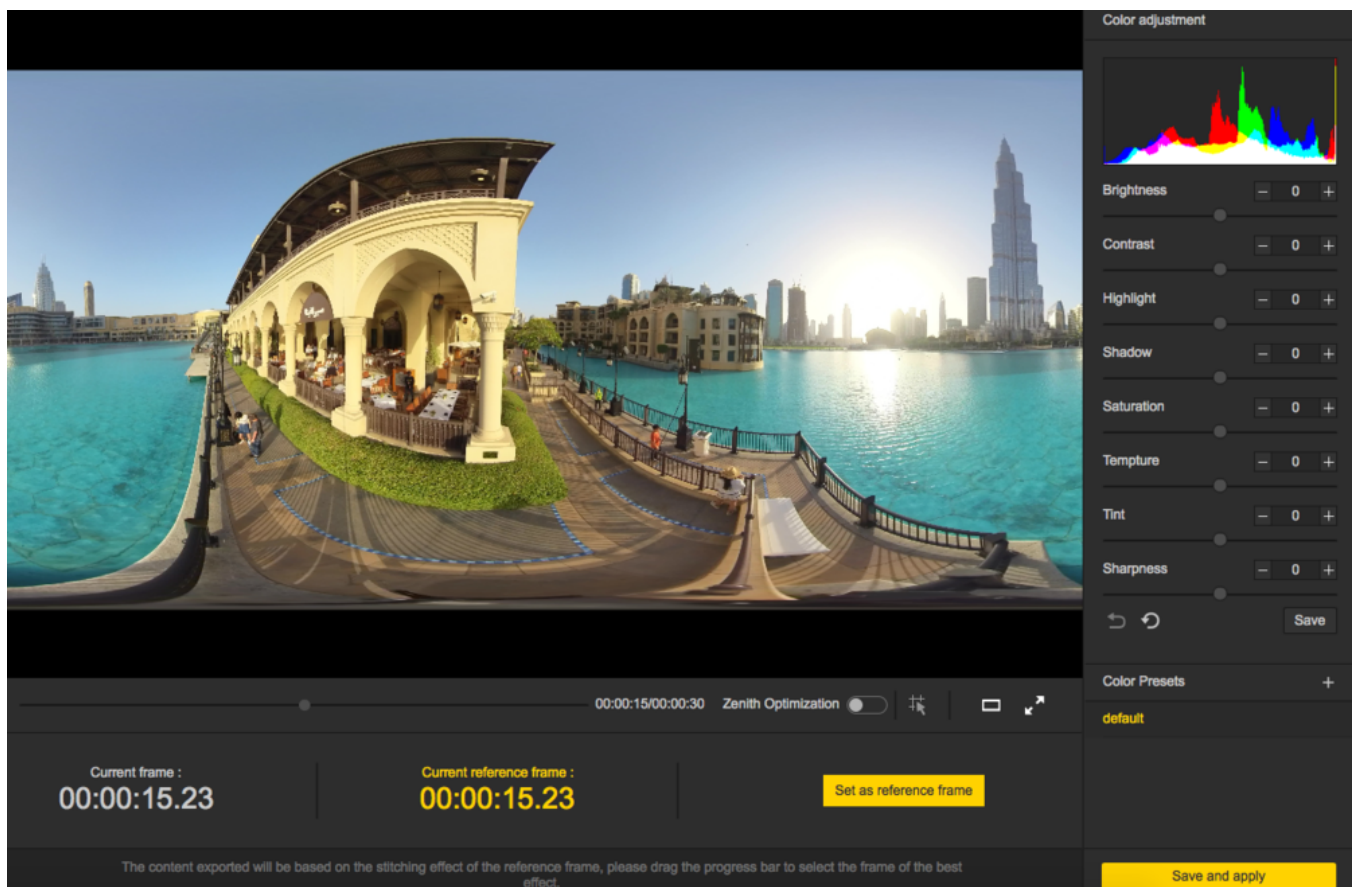 Color adjustment
Brightness − 0 +
Contrast − 0 +
Highlight − 0 +
Shadow − 0 +
Saturation − 0 +
Tempture − 0 +
Tint − 0 +
Sharpness − 0 +
Save
Color Presets +
default
00:00:15/00:00:30 Zenith Optimization
Current frame :
00:00:15.23
Current reference frame :
00:00:15.23
Set as reference frame
The content exported will be based on the stitching effect of the reference frame, please drag the progress bar to select the frame of the best
effect.
Save and apply